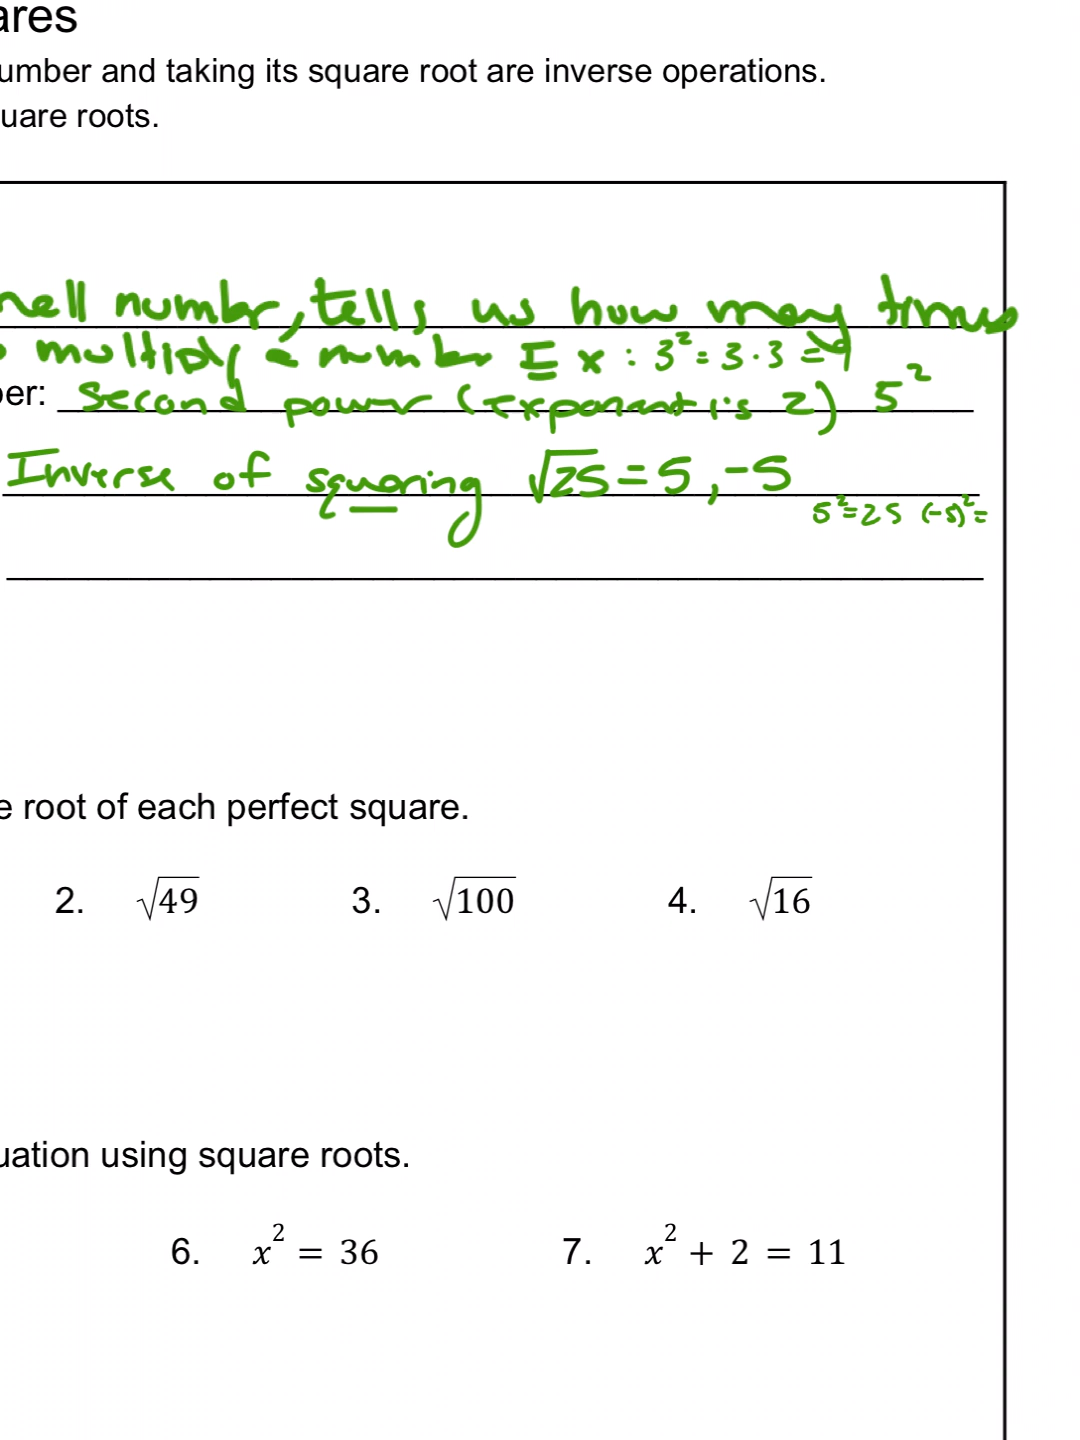 ares
umber and taking its square root are inverse operations.
uare roots.
mell number, tells us how many times
o multiply a number Ex : 3² = 3 · 3 = 9
er: Second power (exponent is 2) 5²
Inverse of squaring √25 = 5, -5
5² = 25 (-5)² =
e root of each perfect square.
2. √49 3. √100 4. √16
uation using square roots.
6. x² = 36 7. x² + 2 = 11